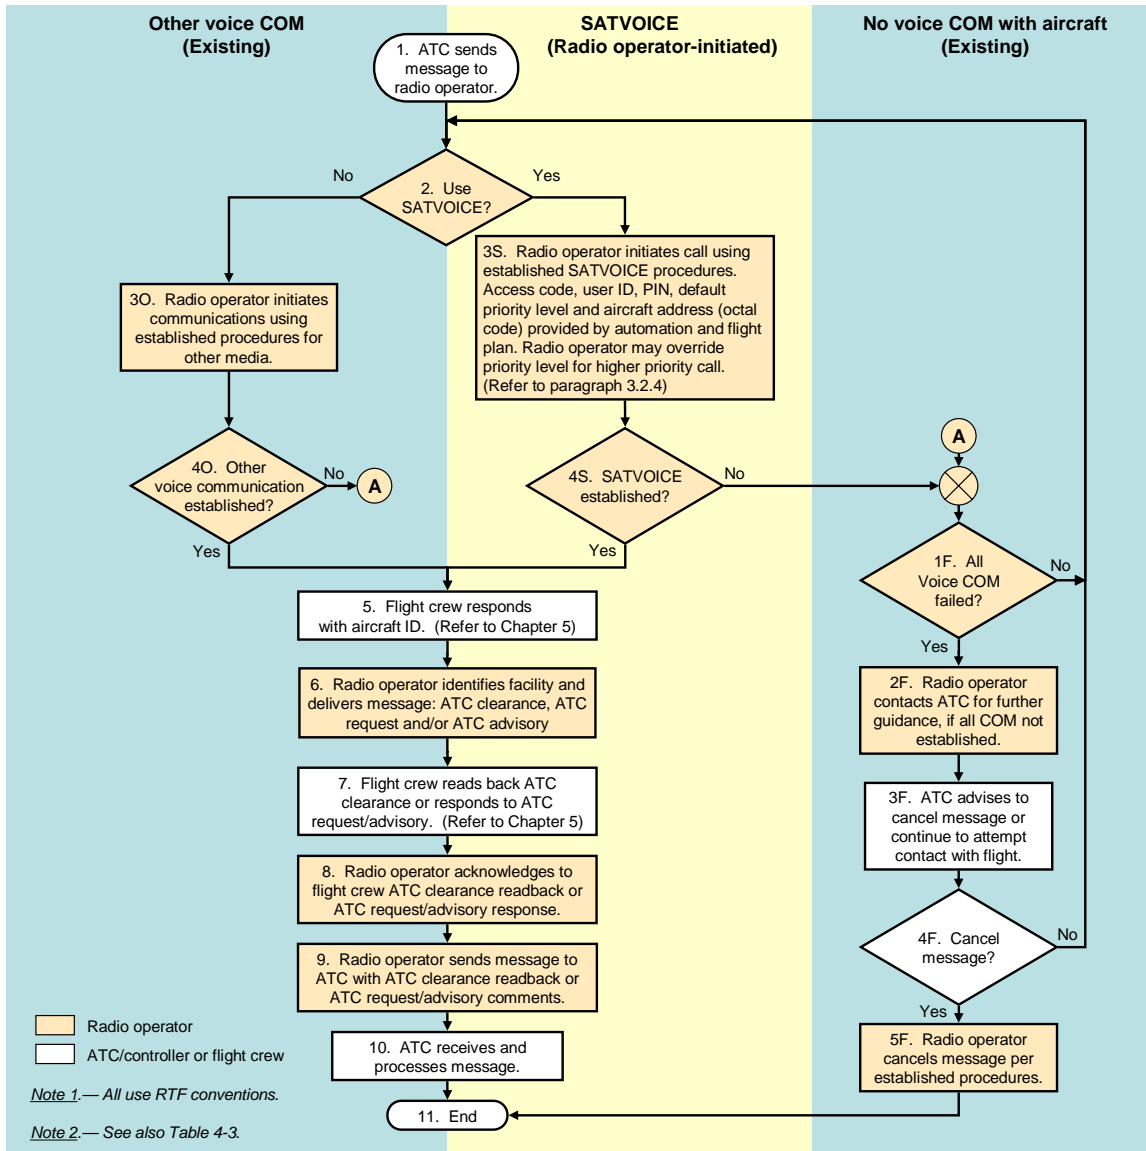 Other voice COM
(Existing)
SATVOICE
(Radio operator-initiated)
No voice COM with aircraft
(Existing)
1. ATC sends
message to
radio operator.
No
Yes
2. Use
SATVOICE?
3S. Radio operator initiates call using
established SATVOICE procedures.
Access code, user ID, PIN, default
priority level and aircraft address (octal
code) provided by automation and flight
plan. Radio operator may override
priority level for higher priority call.
(Refer to paragraph 3.2.4)
3O. Radio operator initiates
communications using
established procedures for
other media.
4O. Other
voice communication
established?
No
A
Yes
4S. SATVOICE
established?
No
Yes
A
1F. All
Voice COM
failed?
No
Yes
5. Flight crew responds
with aircraft ID. (Refer to Chapter 5)
6. Radio operator identifies facility and
delivers message: ATC clearance, ATC
request and/or ATC advisory
7. Flight crew reads back ATC
clearance or responds to ATC
request/advisory. (Refer to Chapter 5)
8. Radio operator acknowledges to
flight crew ATC clearance readback or
ATC request/advisory response.
9. Radio operator sends message to
ATC with ATC clearance readback or
ATC request/advisory comments.
10. ATC receives and
processes message.
11. End
2F. Radio operator
contacts ATC for further
guidance, if all COM not
established.
3F. ATC advises to
cancel message or
continue to attempt
contact with flight.
4F. Cancel
message?
No
Yes
5F. Radio operator
cancels message per
established procedures.
Radio operator
ATC/controller or flight crew
Note 1.— All use RTF conventions.
Note 2.— See also Table 4-3.